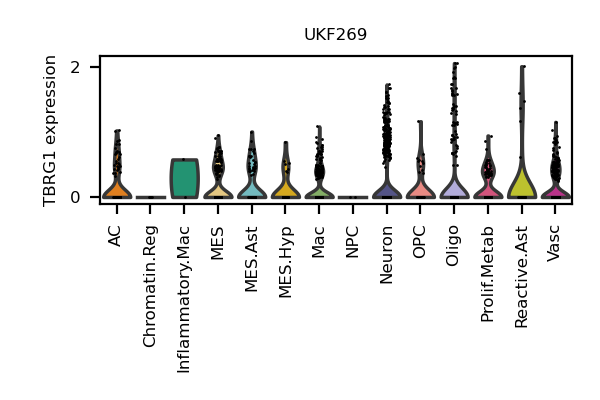 UKF269
TBRG1 expression
2
0
AC
Chromatin.Reg
Inflammatory.Mac
MES
MES.Ast
MES.Hyp
Mac
NPC
Neuron
OPC
Oligo
Prolif.Metab
Reactive.Ast
Vasc